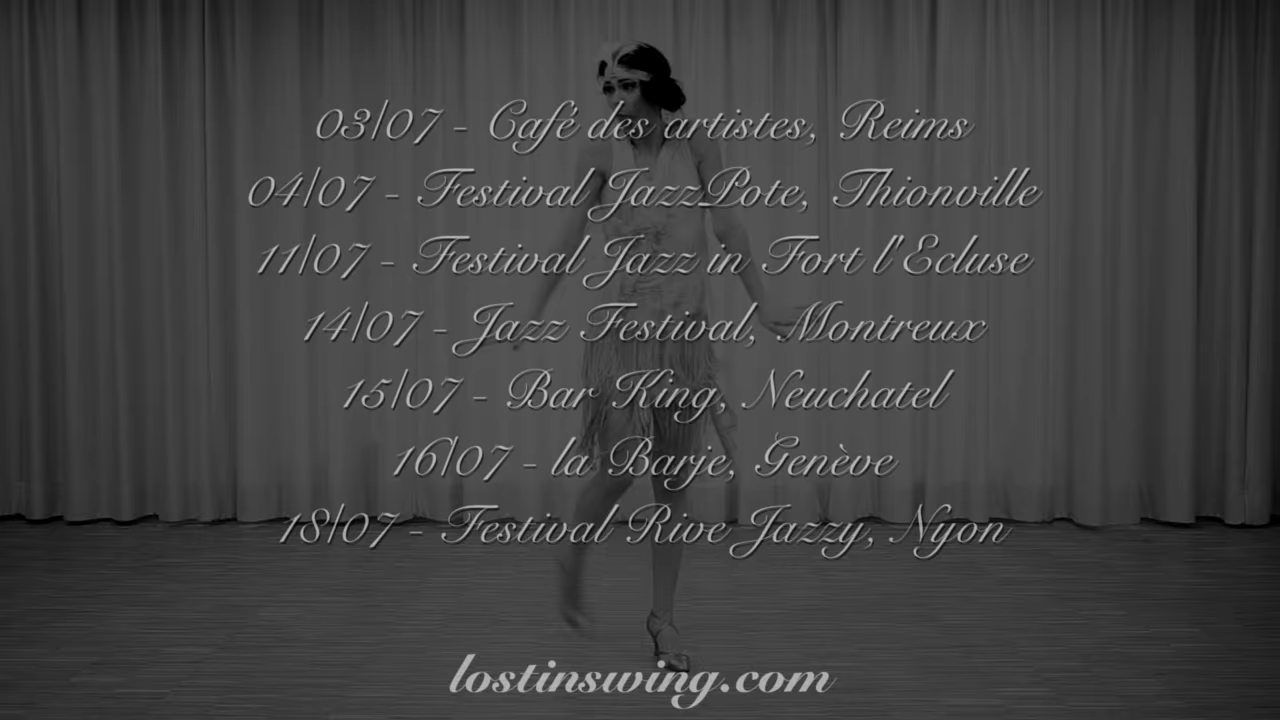 03/07 - Café des artistes, Reims
04/07 - Festival JazzPote, Thionville
11/07 - Festival Jazz in Fort l'Ecluse
14/07 - Jazz Festival, Montreux
15/07 - Bar King, Neuchatel
16/07 - la Barje, Genève
18/07 - Festival Rive Jazzy, Nyon
lostinswing.com